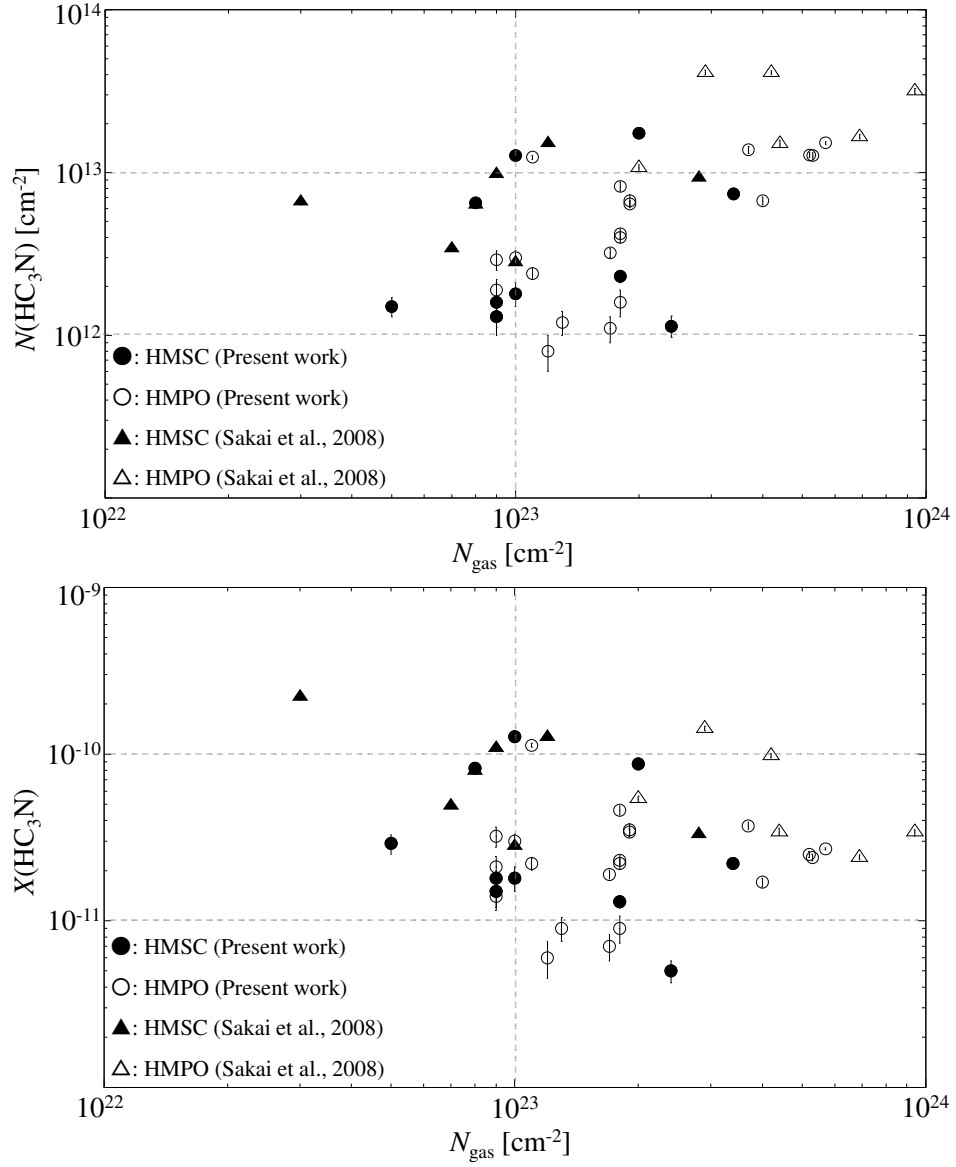 10^14
10^13
10^12
N(HC₃N) [cm⁻²]
●: HMSC (Present work)
○: HMPO (Present work)
▲: HMSC (Sakai et al., 2008)
△: HMPO (Sakai et al., 2008)
10^22 10^23 10^24
N_gas [cm⁻²]
10^-9
10^-10
10^-11
X(HC₃N)
●: HMSC (Present work)
○: HMPO (Present work)
▲: HMSC (Sakai et al., 2008)
△: HMPO (Sakai et al., 2008)
10^22 10^23 10^24
N_gas [cm⁻²]